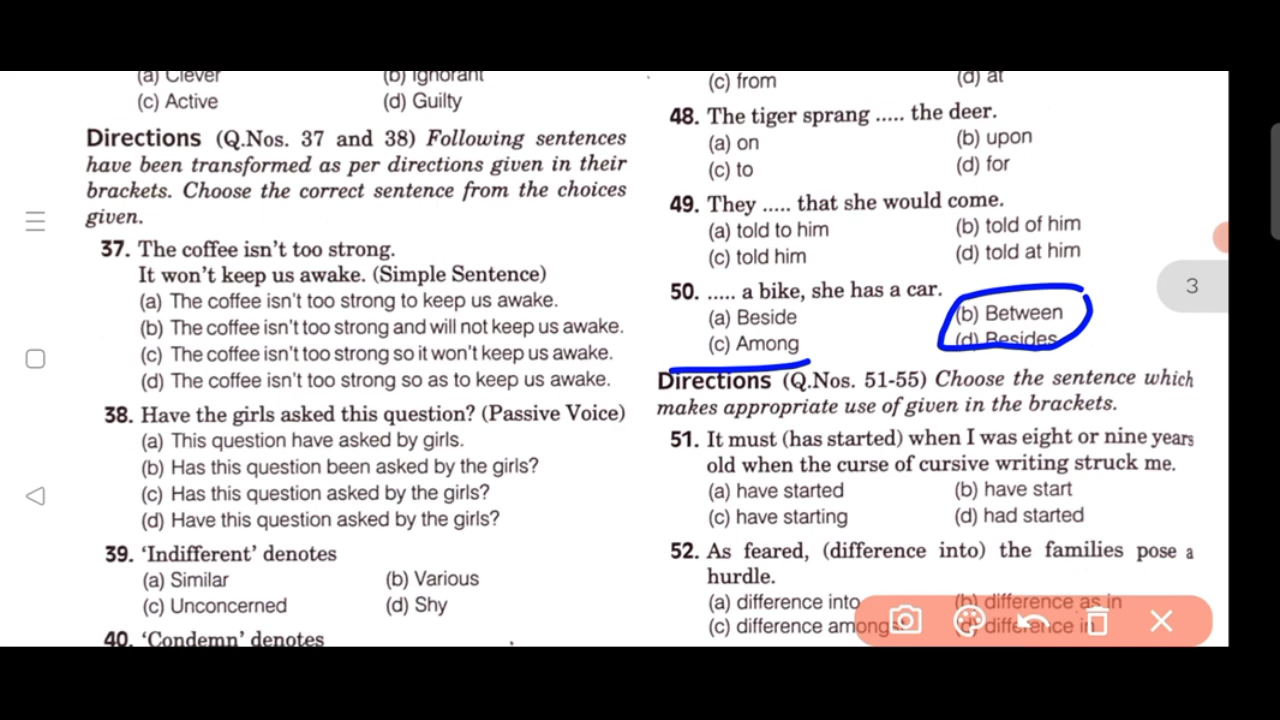 (a) Clever (b) Ignorant
(c) Active (d) Guilty
Directions (Q.Nos. 37 and 38) Following sentences
have been transformed as per directions given in their
brackets. Choose the correct sentence from the choices
given.
37. The coffee isn't too strong.
It won't keep us awake. (Simple Sentence)
(a) The coffee isn't too strong to keep us awake.
(b) The coffee isn't too strong and will not keep us awake.
(c) The coffee isn't too strong so it won't keep us awake.
(d) The coffee isn't too strong so as to keep us awake.
38. Have the girls asked this question? (Passive Voice)
(a) This question have asked by girls.
(b) Has this question been asked by the girls?
(c) Has this question asked by the girls?
(d) Have this question asked by the girls?
39. ‘Indifferent’ denotes
(a) Similar (b) Various
(c) Unconcerned (d) Shy
40. ‘Condemn’ denotes
(c) from (d) at
48. The tiger sprang ..... the deer.
(a) on (b) upon
(c) to (d) for
49. They ..... that she would come.
(a) told to him (b) told of him
(c) told him (d) told at him
50. ..... a bike, she has a car.
(a) Beside (b) Between
(c) Among (d) Besides
Directions (Q.Nos. 51-55) Choose the sentence which
makes appropriate use of given in the brackets.
51. It must (has started) when I was eight or nine years
old when the curse of cursive writing struck me.
(a) have started (b) have start
(c) have starting (d) had started
52. As feared, (difference into) the families pose a
hurdle.
(a) difference into (b) difference as in
(c) difference amongst (d) difference in
3